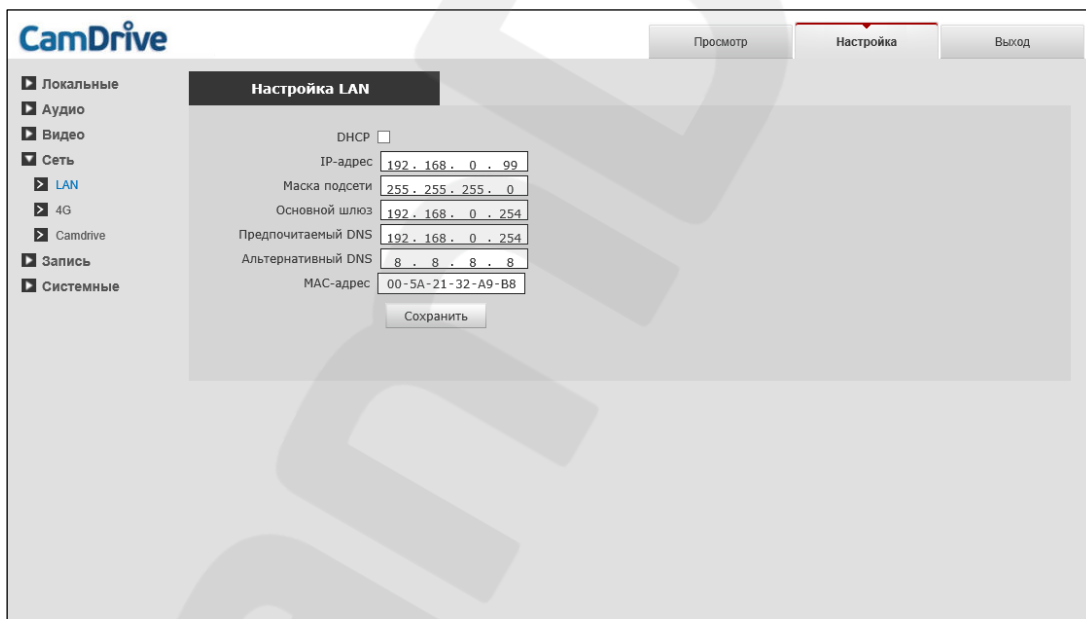 CamDrive
Просмотр
Настройка
Выход
Локальные
Аудио
Видео
Сеть
LAN
4G
Camdrive
Запись
Системные
Настройка LAN
DHCP
IP-адрес 192. 168. 0 . 99
Маска подсети 255. 255. 255. 0
Основной шлюз 192. 168. 0 . 254
Предпочитаемый DNS 192. 168. 0 . 254
Альтернативный DNS 8 . 8 . 8 . 8
MAC-адрес 00-5A-21-32-A9-B8
Сохранить